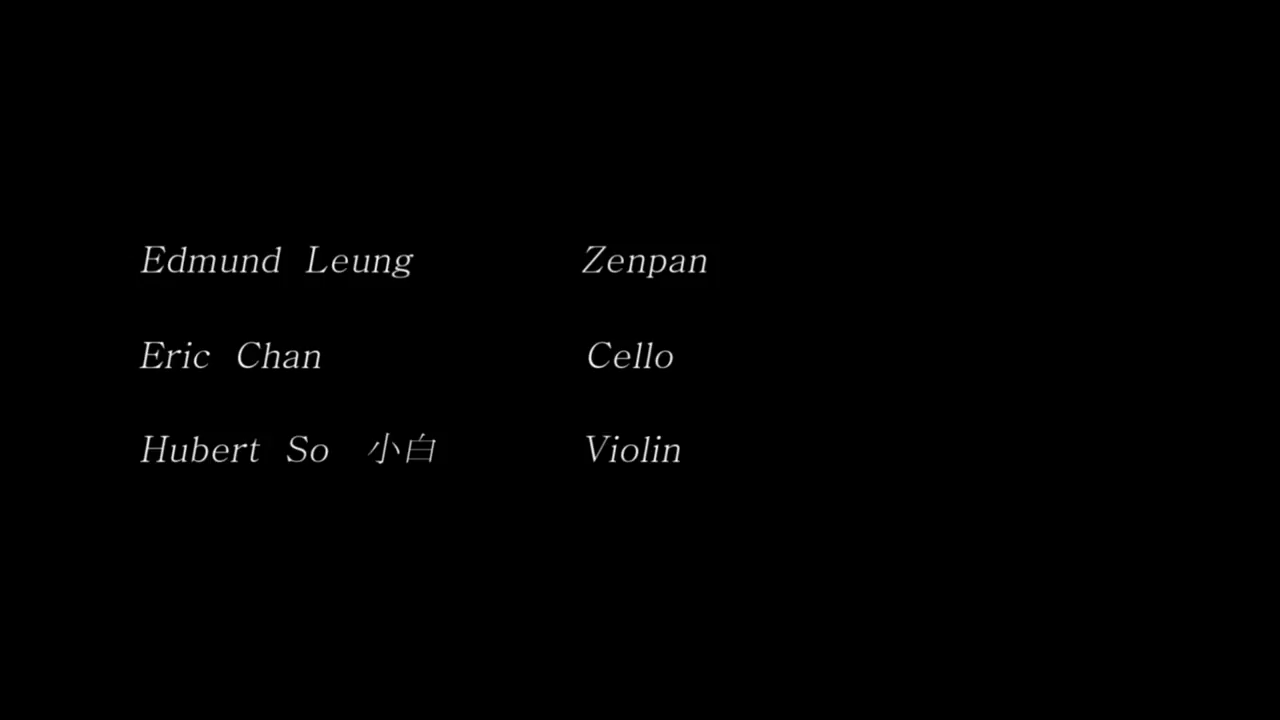 Edmund Leung Zenpan
Eric Chan Cello
Hubert So 小白 Violin